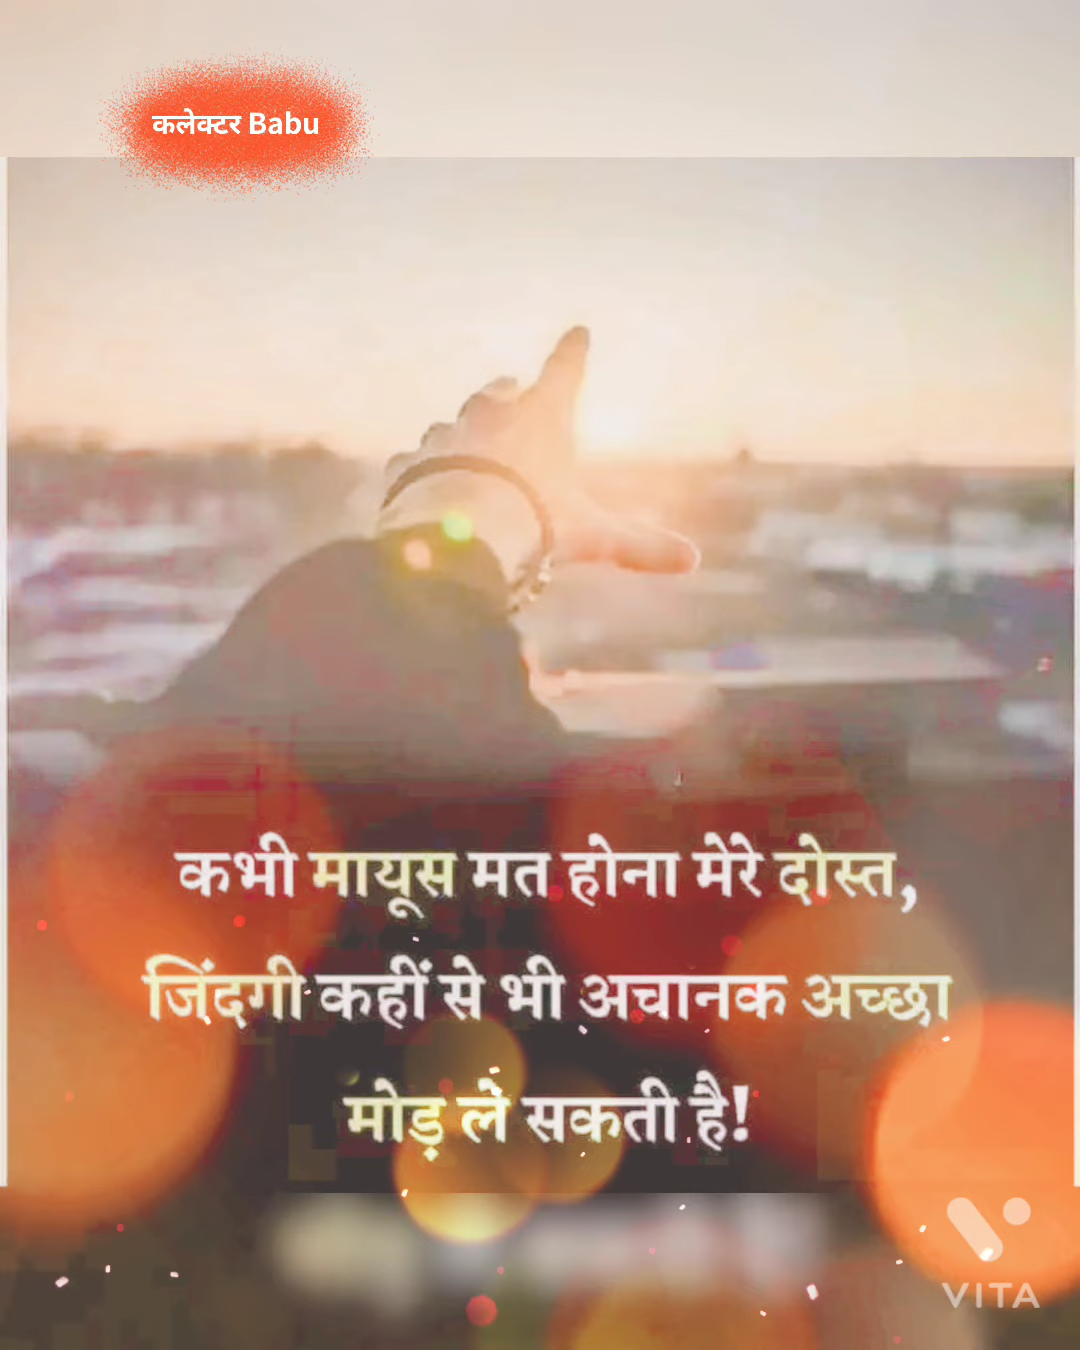 कलेक्टर Babu
कभी मायूस मत होना मेरे दोस्त,
जिंदगी कहीं से भी अचानक अच्छा
मोड़ ले सकती है!
VITA